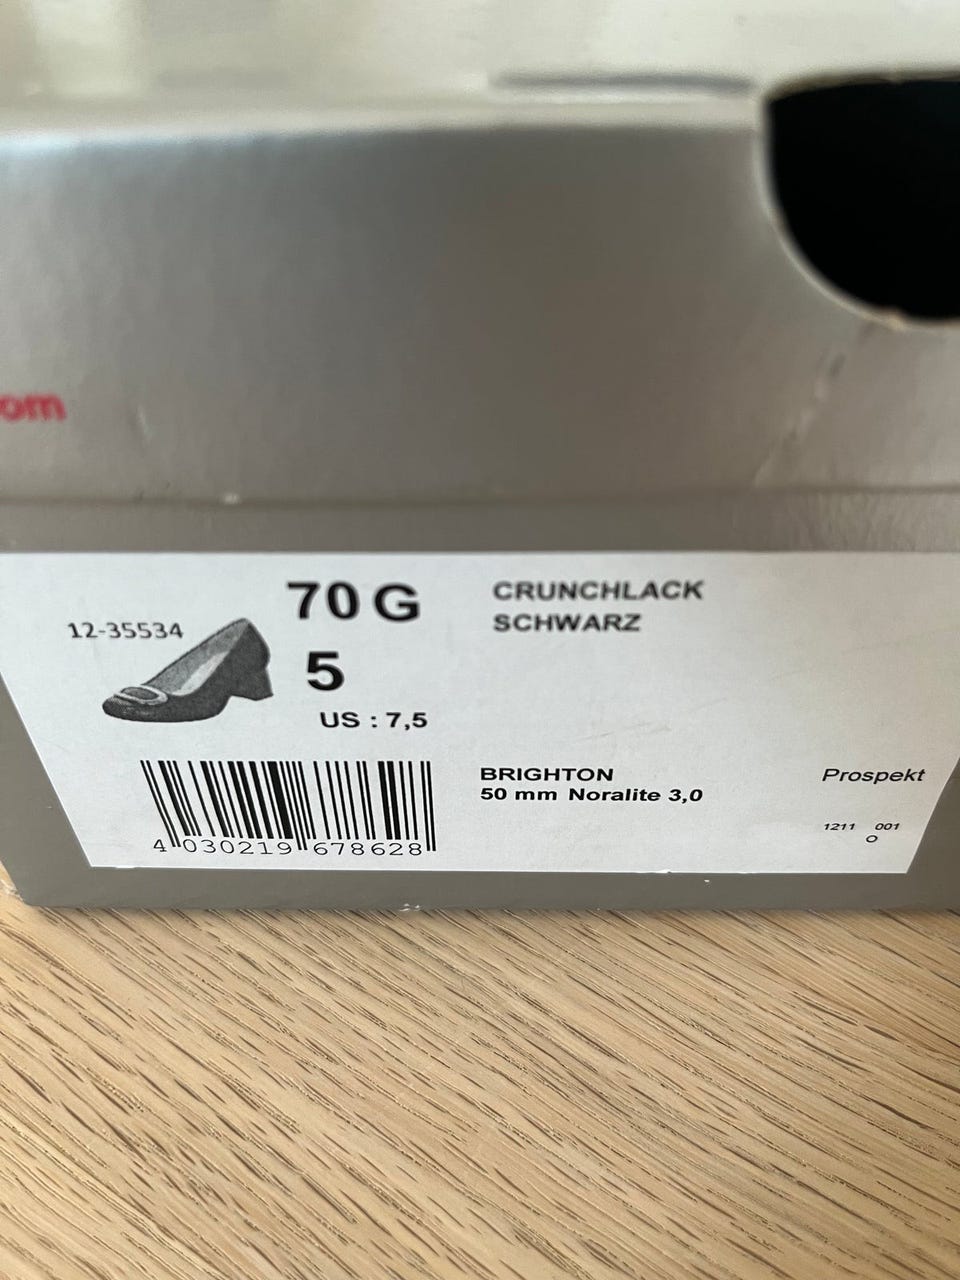 om
12-35534
70 G
5
US : 7,5
CRUNCHLACK
SCHWARZ
4 030219 678628
BRIGHTON
50 mm Noralite 3,0
Prospekt
1211 001
O